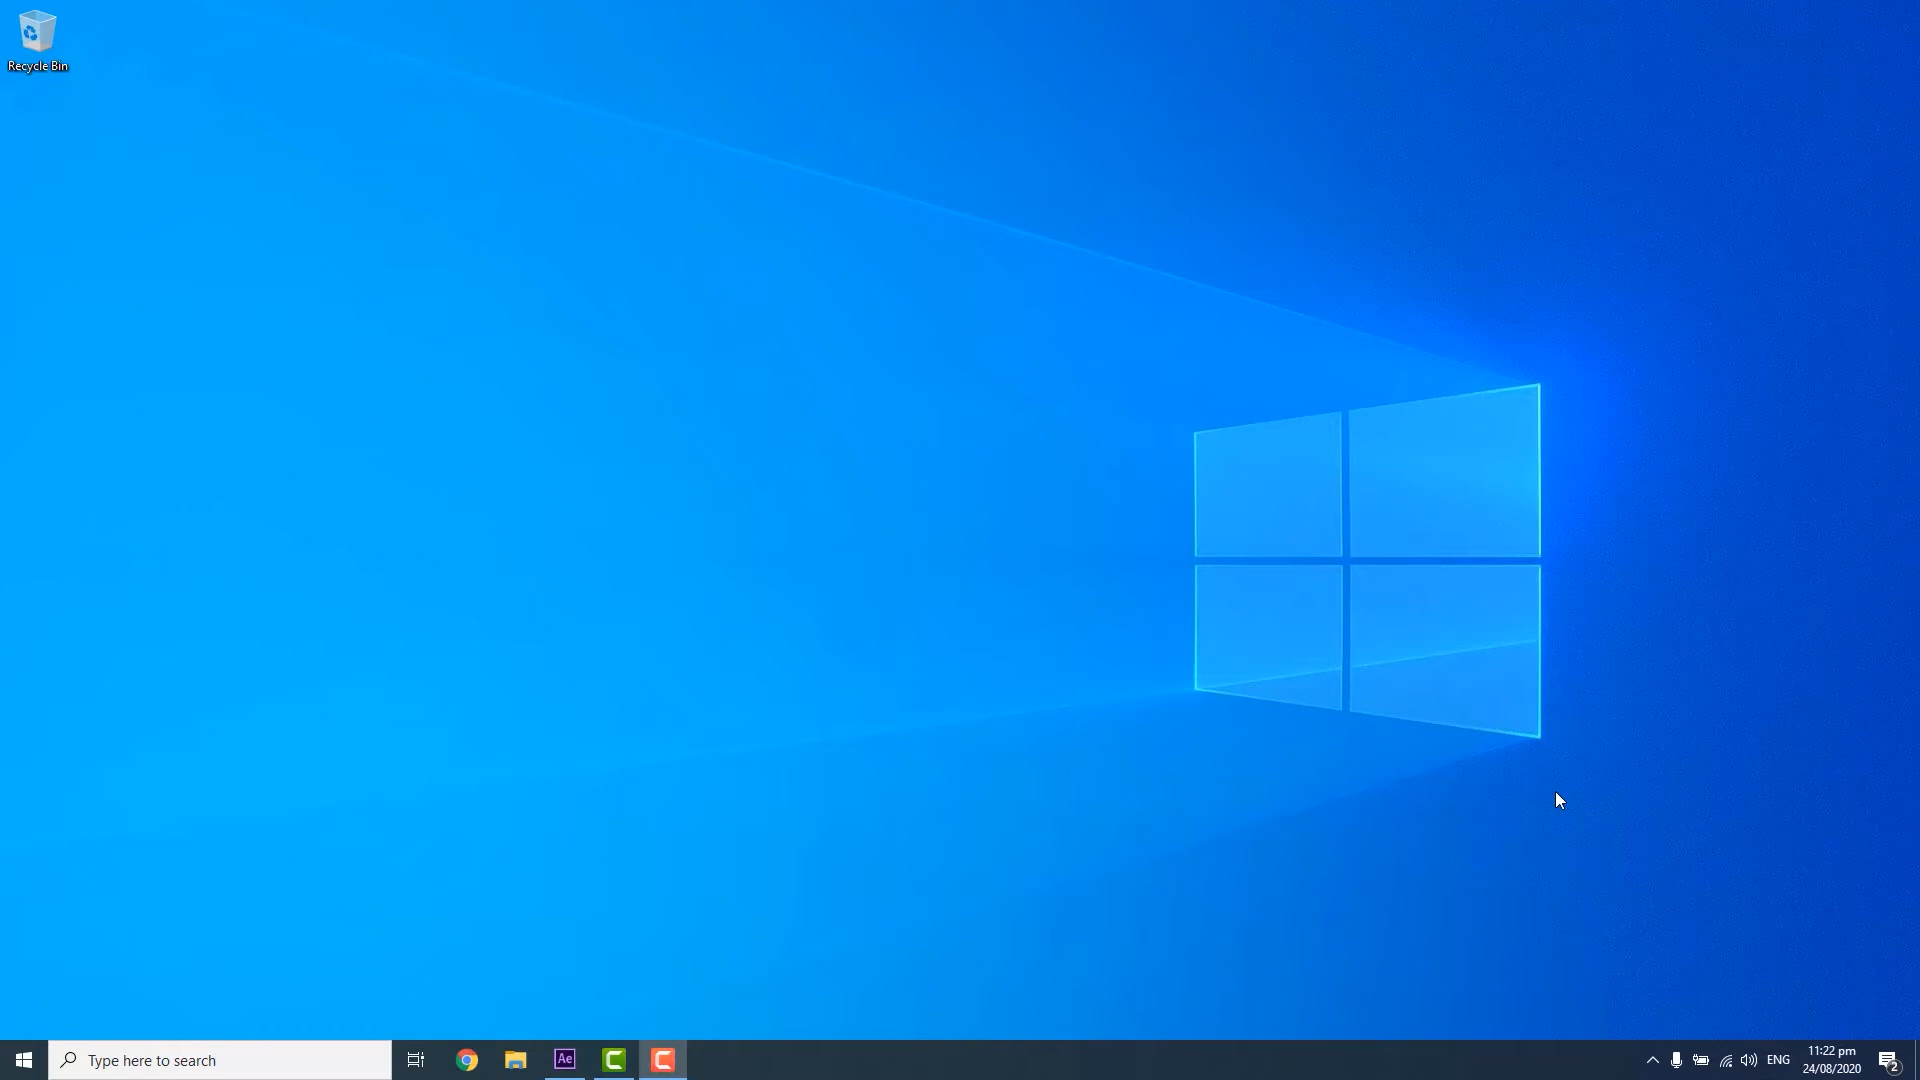 Recycle Bin
Type here to search
Ae
ENG
11:22 pm
24/08/2020
2